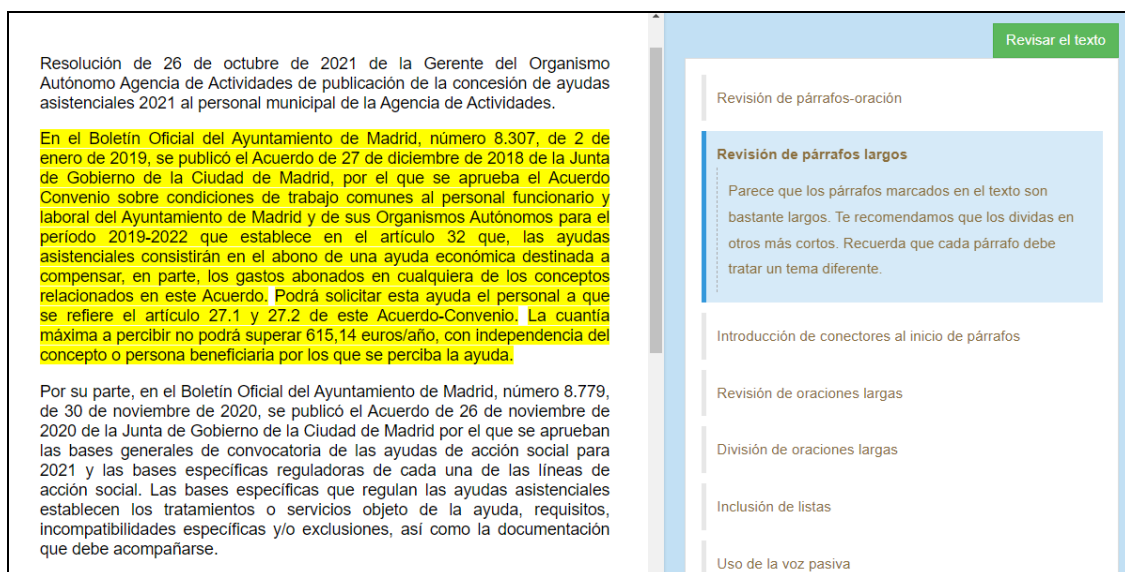 Resolución de 26 de octubre de 2021 de la Gerente del Organismo
Autónomo Agencia de Actividades de publicación de la concesión de ayudas
asistenciales 2021 al personal municipal de la Agencia de Actividades.
En el Boletín Oficial del Ayuntamiento de Madrid, número 8.307, de 2 de
enero de 2019, se publicó el Acuerdo de 27 de diciembre de 2018 de la Junta
de Gobierno de la Ciudad de Madrid, por el que se aprueba el Acuerdo
Convenio sobre condiciones de trabajo comunes al personal funcionario y
laboral del Ayuntamiento de Madrid y de sus Organismos Autónomos para el
período 2019-2022 que establece en el artículo 32 que, las ayudas
asistenciales consistirán en el abono de una ayuda económica destinada a
compensar, en parte, los gastos abonados en cualquiera de los conceptos
relacionados en este Acuerdo. Podrá solicitar esta ayuda el personal a que
se refiere el artículo 27.1 y 27.2 de este Acuerdo-Convenio. La cuantía
máxima a percibir no podrá superar 615,14 euros/año, con independencia del
concepto o persona beneficiaria por los que se perciba la ayuda.
Por su parte, en el Boletín Oficial del Ayuntamiento de Madrid, número 8.779,
de 30 de noviembre de 2020, se publicó el Acuerdo de 26 de noviembre de
2020 de la Junta de Gobierno de la Ciudad de Madrid por el que se aprueban
las bases generales de convocatoria de las ayudas de acción social para
2021 y las bases específicas reguladoras de cada una de las líneas de
acción social. Las bases específicas que regulan las ayudas asistenciales
establecen los tratamientos o servicios objeto de la ayuda, requisitos,
incompatibilidades específicas y/o exclusiones, así como la documentación
que debe acompañarse.
Revisar el texto
Revisión de párrafos-oración
Revisión de párrafos largos
Parece que los párrafos marcados en el texto son
bastante largos. Te recomendamos que los dividas en
otros más cortos. Recuerda que cada párrafo debe
tratar un tema diferente.
Introducción de conectores al inicio de párrafos
Revisión de oraciones largas
División de oraciones largas
Inclusión de listas
Uso de la voz pasiva